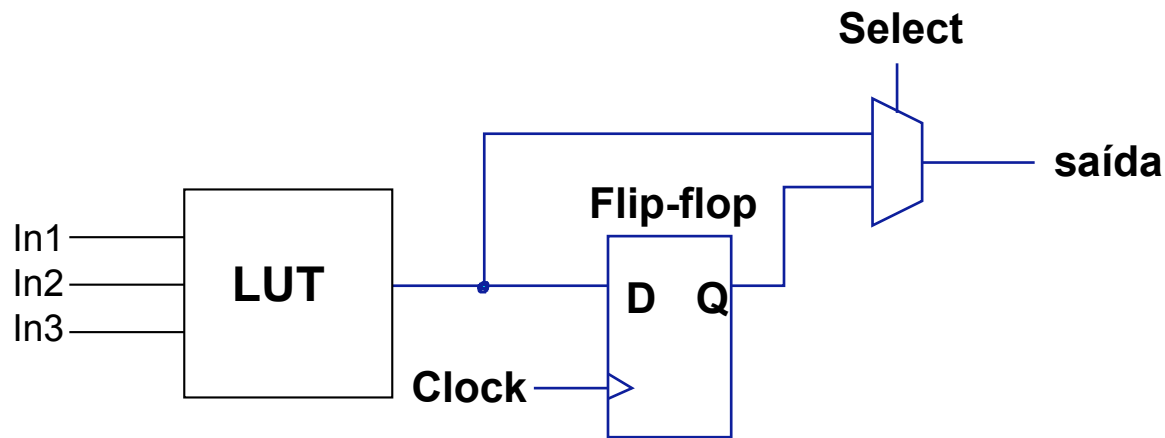 Select
saída
Flip-flop
In1
In2
In3
LUT
D Q
Clock